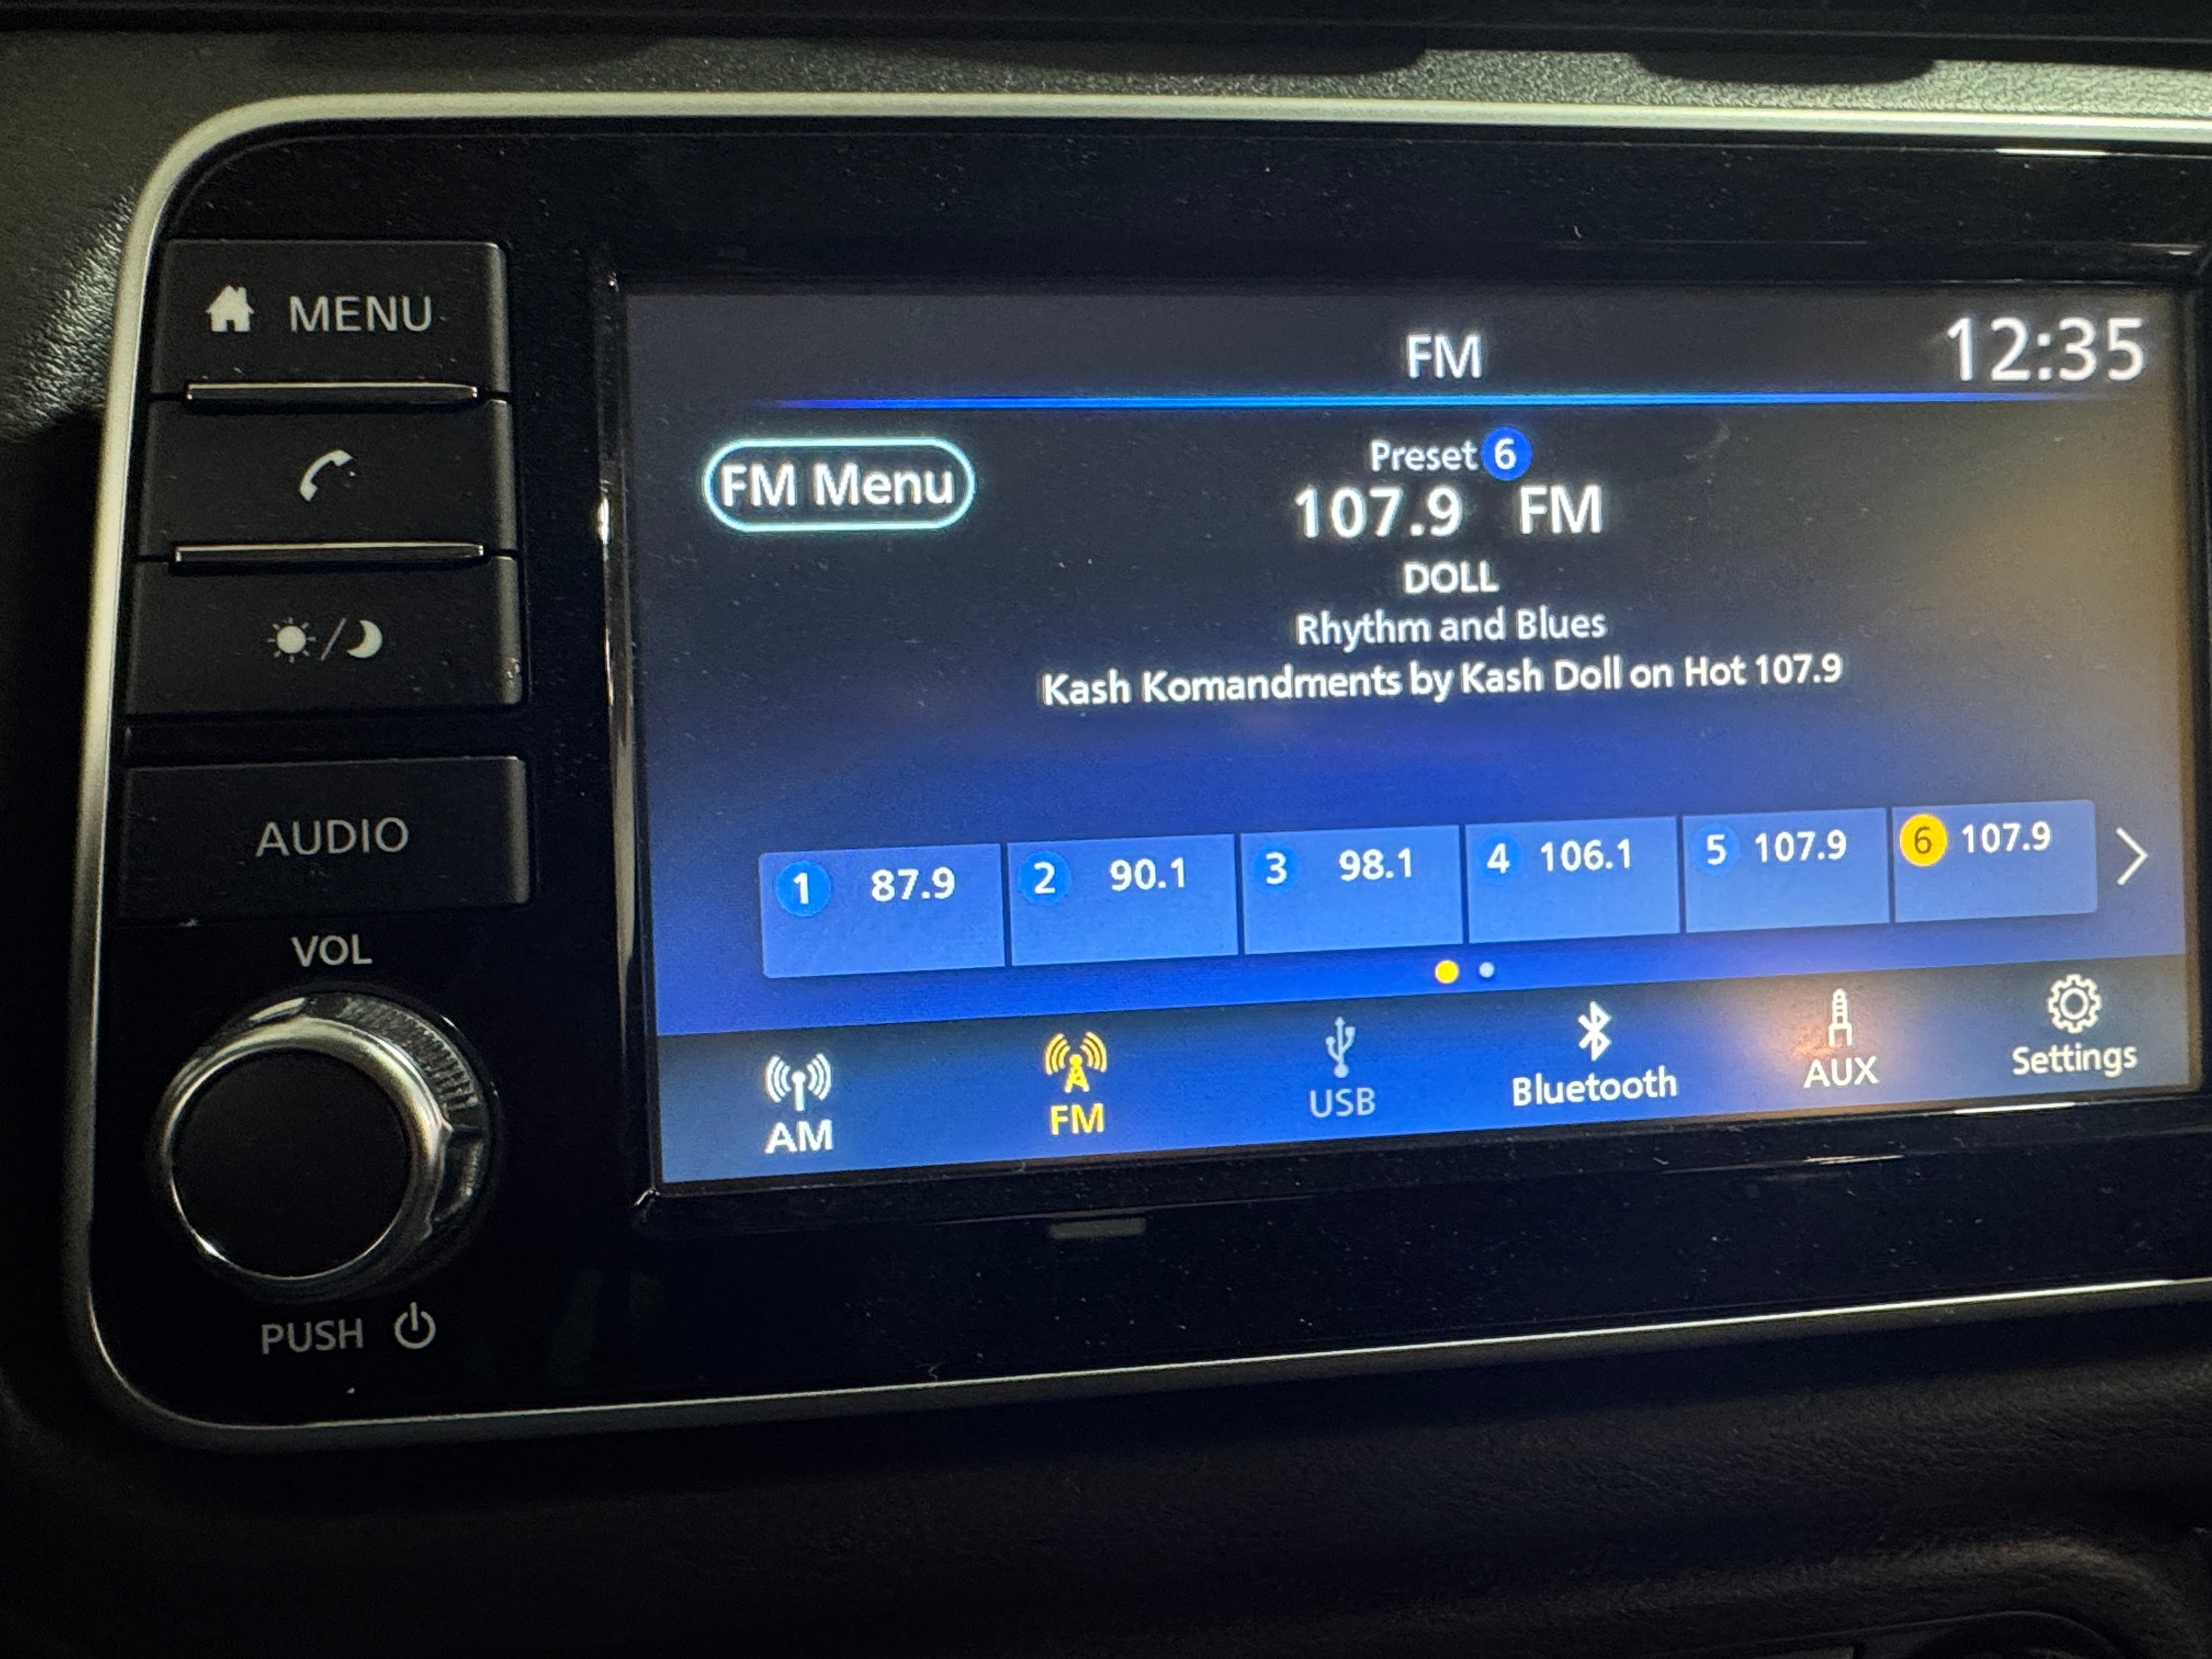 MENU
AUDIO
VOL
PUSH
FM
12:35
FM Menu
Preset 6
107.9 FM
DOLL
Rhythm and Blues
Kash Komandments by Kash Doll on Hot 107.9
1 87.9 2 90.1 3 98.1 4 106.1 5 107.9 6 107.9
AM FM USB Bluetooth AUX Settings